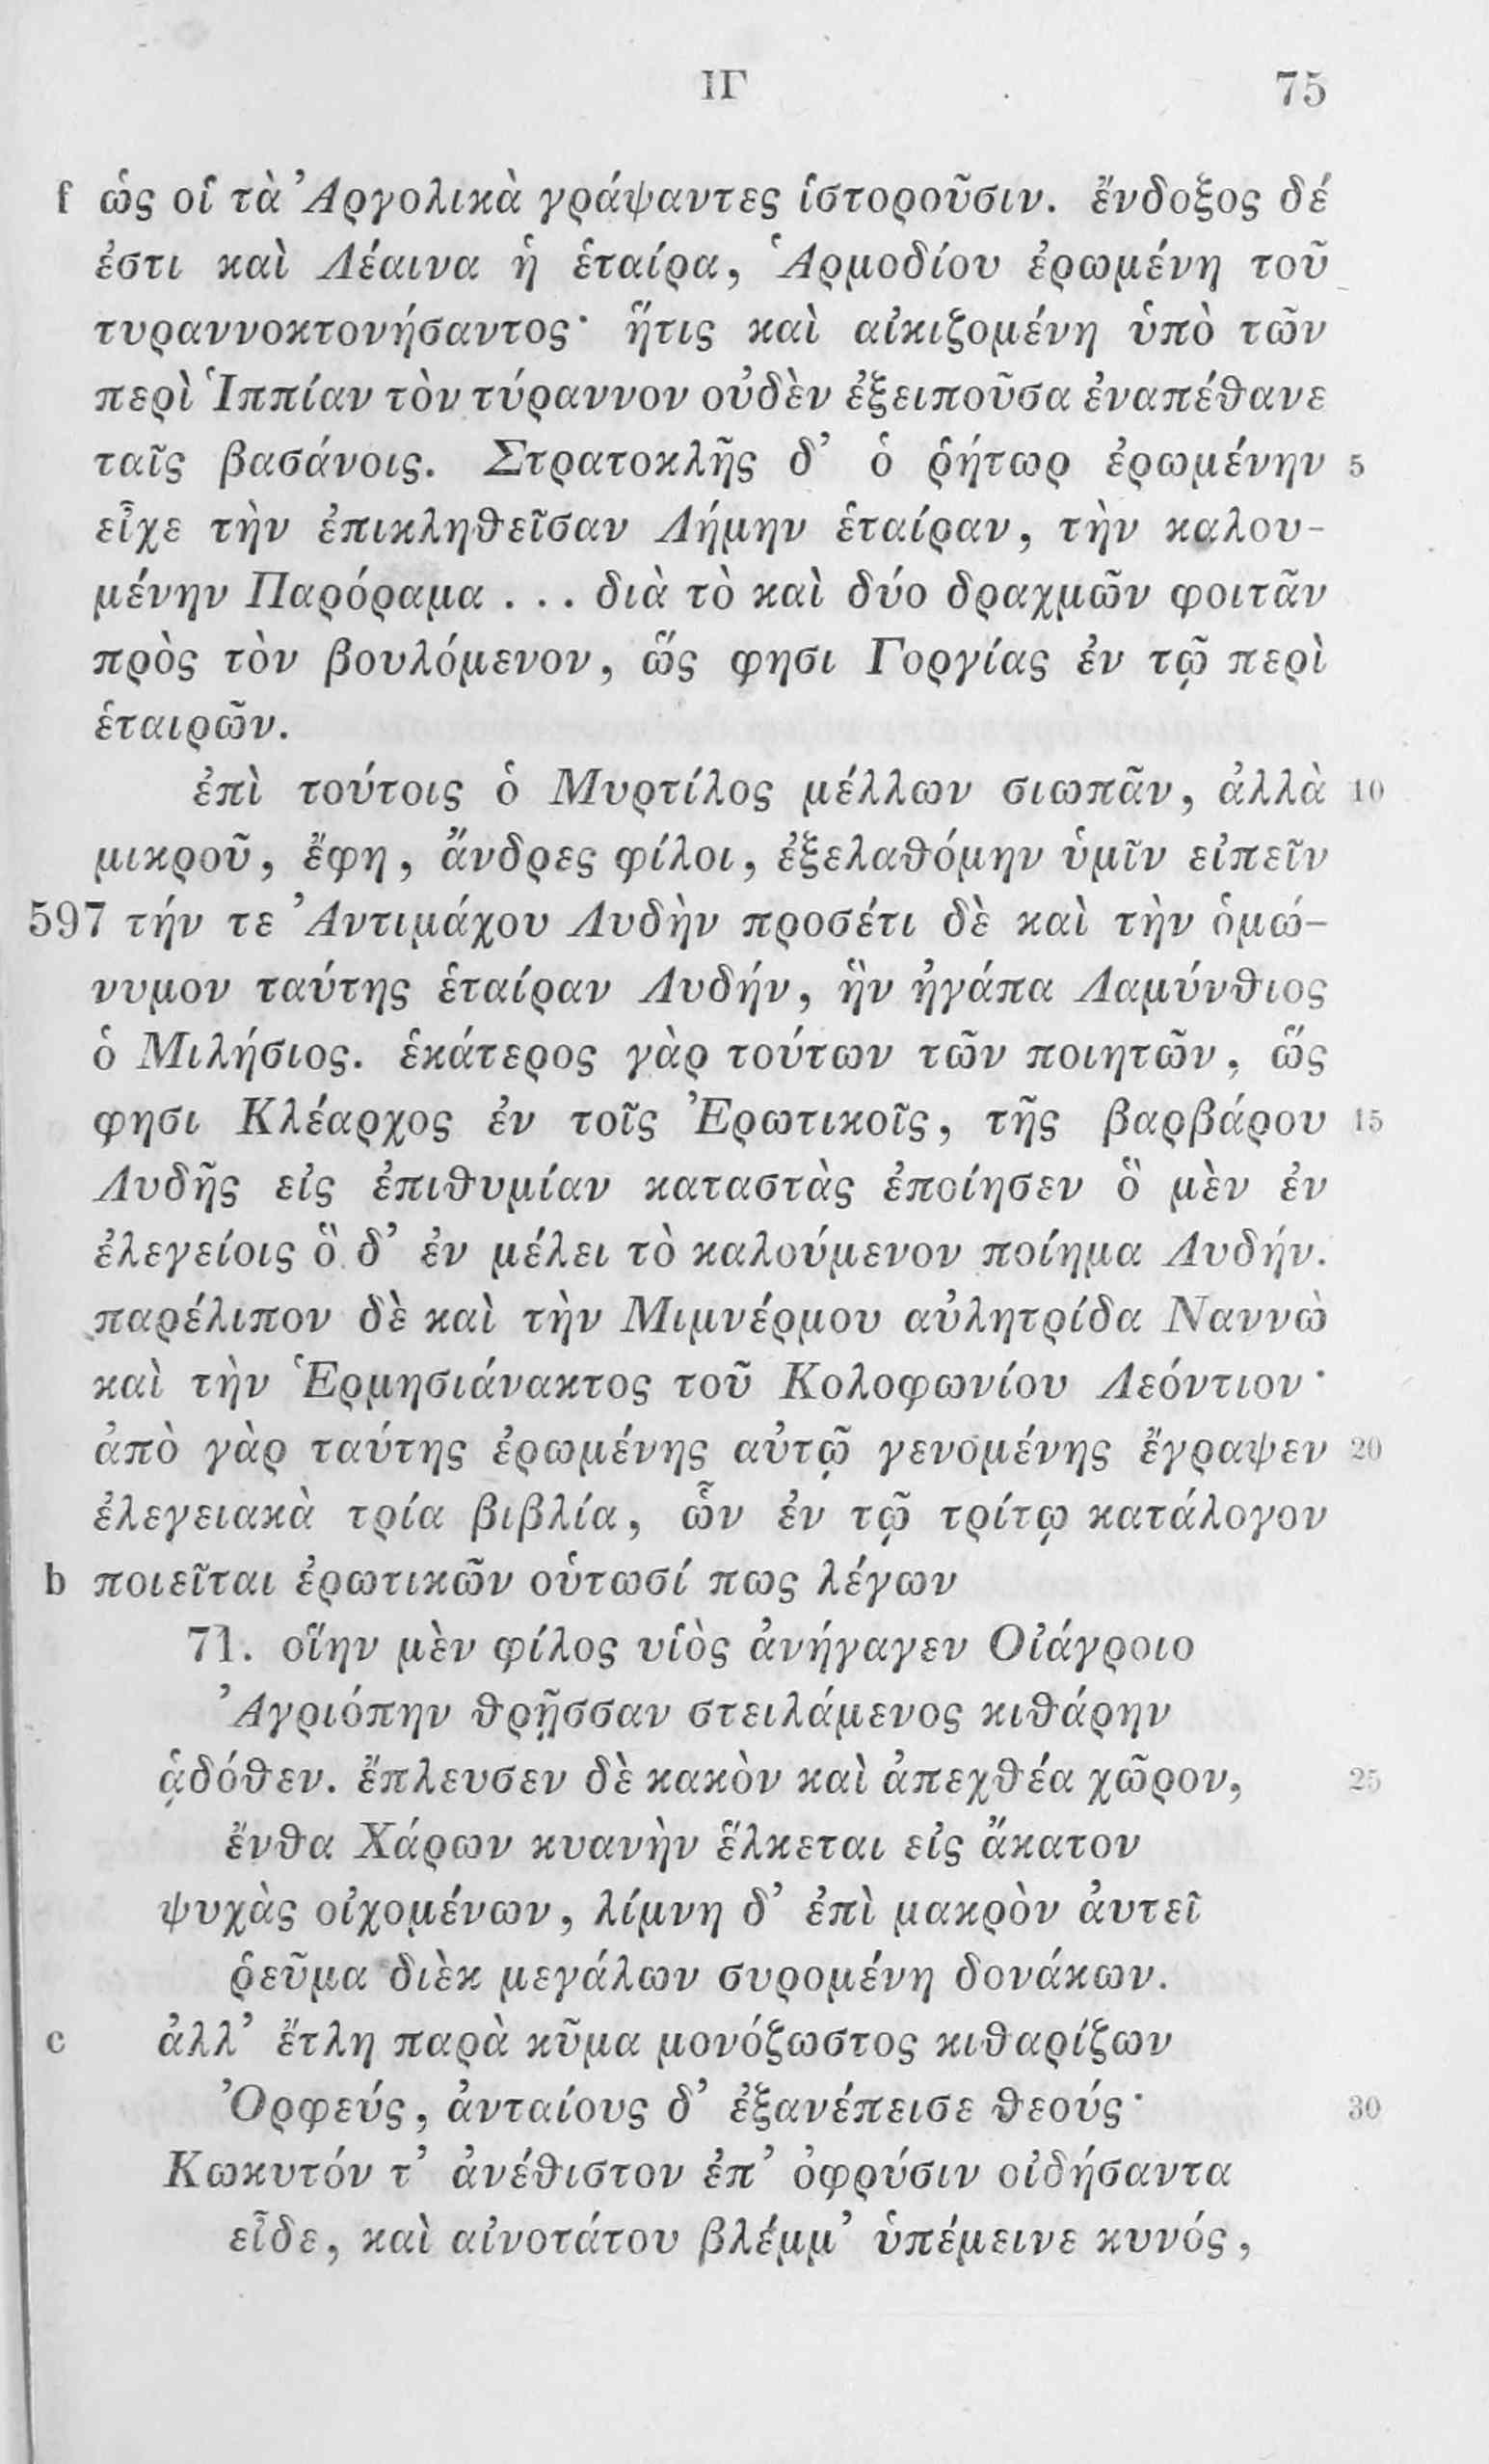 ΙΓ 75
f ὡς οἱ τὰ Ἀργολικὰ γράψαντες ἱστοροῦσιν. ἔνδοξος δέ
ἐστι καὶ Λέαινα ἡ ἑταίρα, Ἁρμοδίου ἐρωμένη τοῦ
τυραννοκτονήσαντος· ἥτις καὶ αἰκιζομένη ὑπὸ τῶν
περὶ Ἱππίαν τὸν τύραννον οὐδὲν ἐξειποῦσα ἐναπέθανε
ταῖς βασάνοις. Στρατοκλῆς δ’ ὁ ῥήτωρ ἐρωμένην 5
εἶχε τὴν ἐπικληθεῖσαν Λήμην ἑταίραν, τὴν καλου-
μένην Παρόραμα ... διὰ τὸ καὶ δύο δραχμῶν φοιτᾶν
πρὸς τὸν βουλόμενον, ὥς φησι Γοργίας ἐν τῷ περὶ
ἑταιρῶν.
ἐπὶ τούτοις ὁ Μυρτίλος μέλλων σιωπᾶν, ἀλλὰ 10
μικροῦ, ἔφη, ἄνδρες φίλοι, ἐξελαθόμην ὑμῖν εἰπεῖν
597 τήν τε Ἀντιμάχου Λυδὴν προσέτι δὲ καὶ τὴν ὁμώ-
νυμον ταύτης ἑταίραν Λυδήν, ἣν ἠγάπα Λαμύνθιος
ὁ Μιλήσιος. ἑκάτερος γὰρ τούτων τῶν ποιητῶν, ὥς
φησι Κλέαρχος ἐν τοῖς Ἐρωτικοῖς, τῆς βαρβάρου 15
Λυδῆς εἰς ἐπιθυμίαν καταστὰς ἐποίησεν ὃ μὲν ἐν
ἐλεγείοις ὃ δ’ ἐν μέλει τὸ καλούμενον ποίημα Λυδήν.
παρέλιπον δὲ καὶ τὴν Μιμνέρμου αὐλητρίδα Ναννὼ
καὶ τὴν Ἑρμησιάνακτος τοῦ Κολοφωνίου Λεόντιον·
ἀπὸ γὰρ ταύτης ἐρωμένης αὐτῷ γενομένης ἔγραψεν 20
ἐλεγειακὰ τρία βιβλία, ὧν ἐν τῷ τρίτῳ κατάλογον
b ποιεῖται ἐρωτικῶν οὑτωσί πως λέγων
71. οἵην μὲν φίλος υἱὸς ἀνήγαγεν Οἰάγροιο
Ἀγριόπην θρῇσσαν στειλάμενος κιθάρην
ᾁδόθεν. ἔπλευσεν δὲ κακὸν καὶ ἀπεχθέα χῶρον, 25
ἔνθα Χάρων κυανὴν ἕλκεται εἰς ἄκατον
ψυχὰς οἰχομένων, λίμνη δ’ ἐπὶ μακρὸν ἀυτεῖ
ῥεῦμα διὲκ μεγάλων συρομένη δονάκων.
c ἀλλ’ ἔτλη παρὰ κῦμα μονόζωστος κιθαρίζων
Ὀρφεύς, ἀνταίους δ’ ἐξανέπεισε θεούς· 30
Κωκυτόν τ’ ἀνέθιστον ἐπ’ ὀφρύσιν οἰδήσαντα
εἶδε, καὶ αἰνοτάτου βλέμμ’ ὑπέμεινε κυνός,